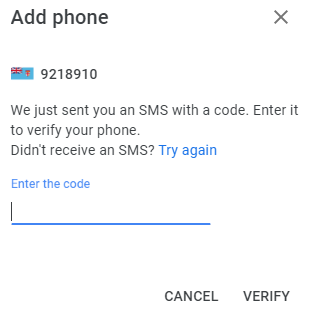 Add phone
9218910
We just sent you an SMS with a code. Enter it
to verify your phone.
Didn't receive an SMS? Try again
Enter the code
CANCEL VERIFY